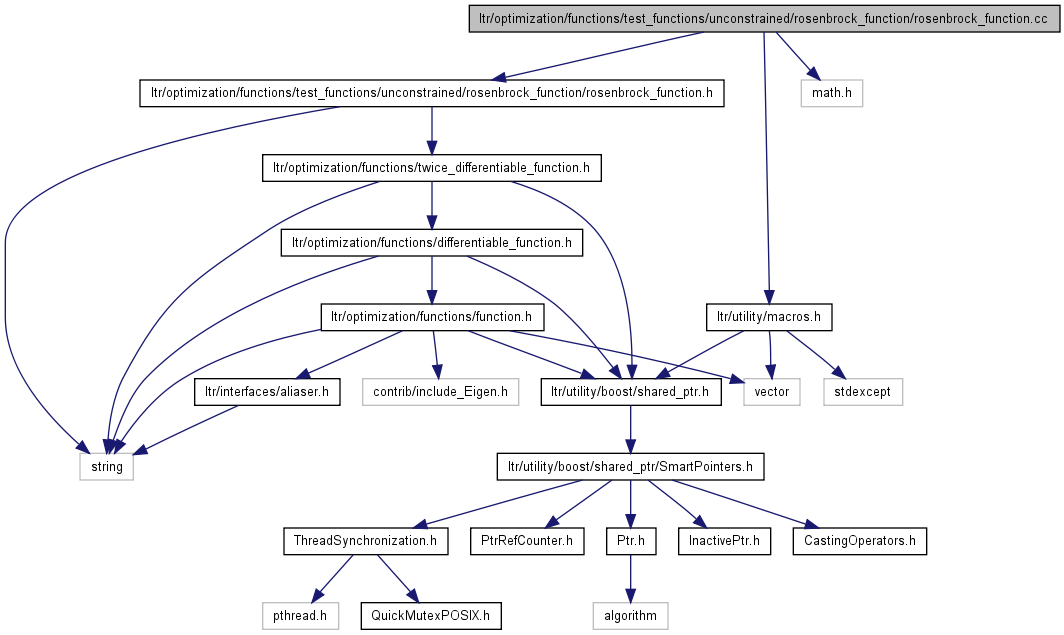 ltr/optimization/functions/test_functions/unconstrained/rosenbrock_function/rosenbrock_function.cc
ltr/optimization/functions/test_functions/unconstrained/rosenbrock_function/rosenbrock_function.h
math.h
ltr/optimization/functions/twice_differentiable_function.h
ltr/optimization/functions/differentiable_function.h
ltr/optimization/functions/function.h
ltr/utility/macros.h
ltr/interfaces/aliaser.h
contrib/include_Eigen.h
ltr/utility/boost/shared_ptr.h
vector
stdexcept
string
ltr/utility/boost/shared_ptr/SmartPointers.h
ThreadSynchronization.h
PtrRefCounter.h
Ptr.h
InactivePtr.h
CastingOperators.h
pthread.h
QuickMutexPOSIX.h
algorithm